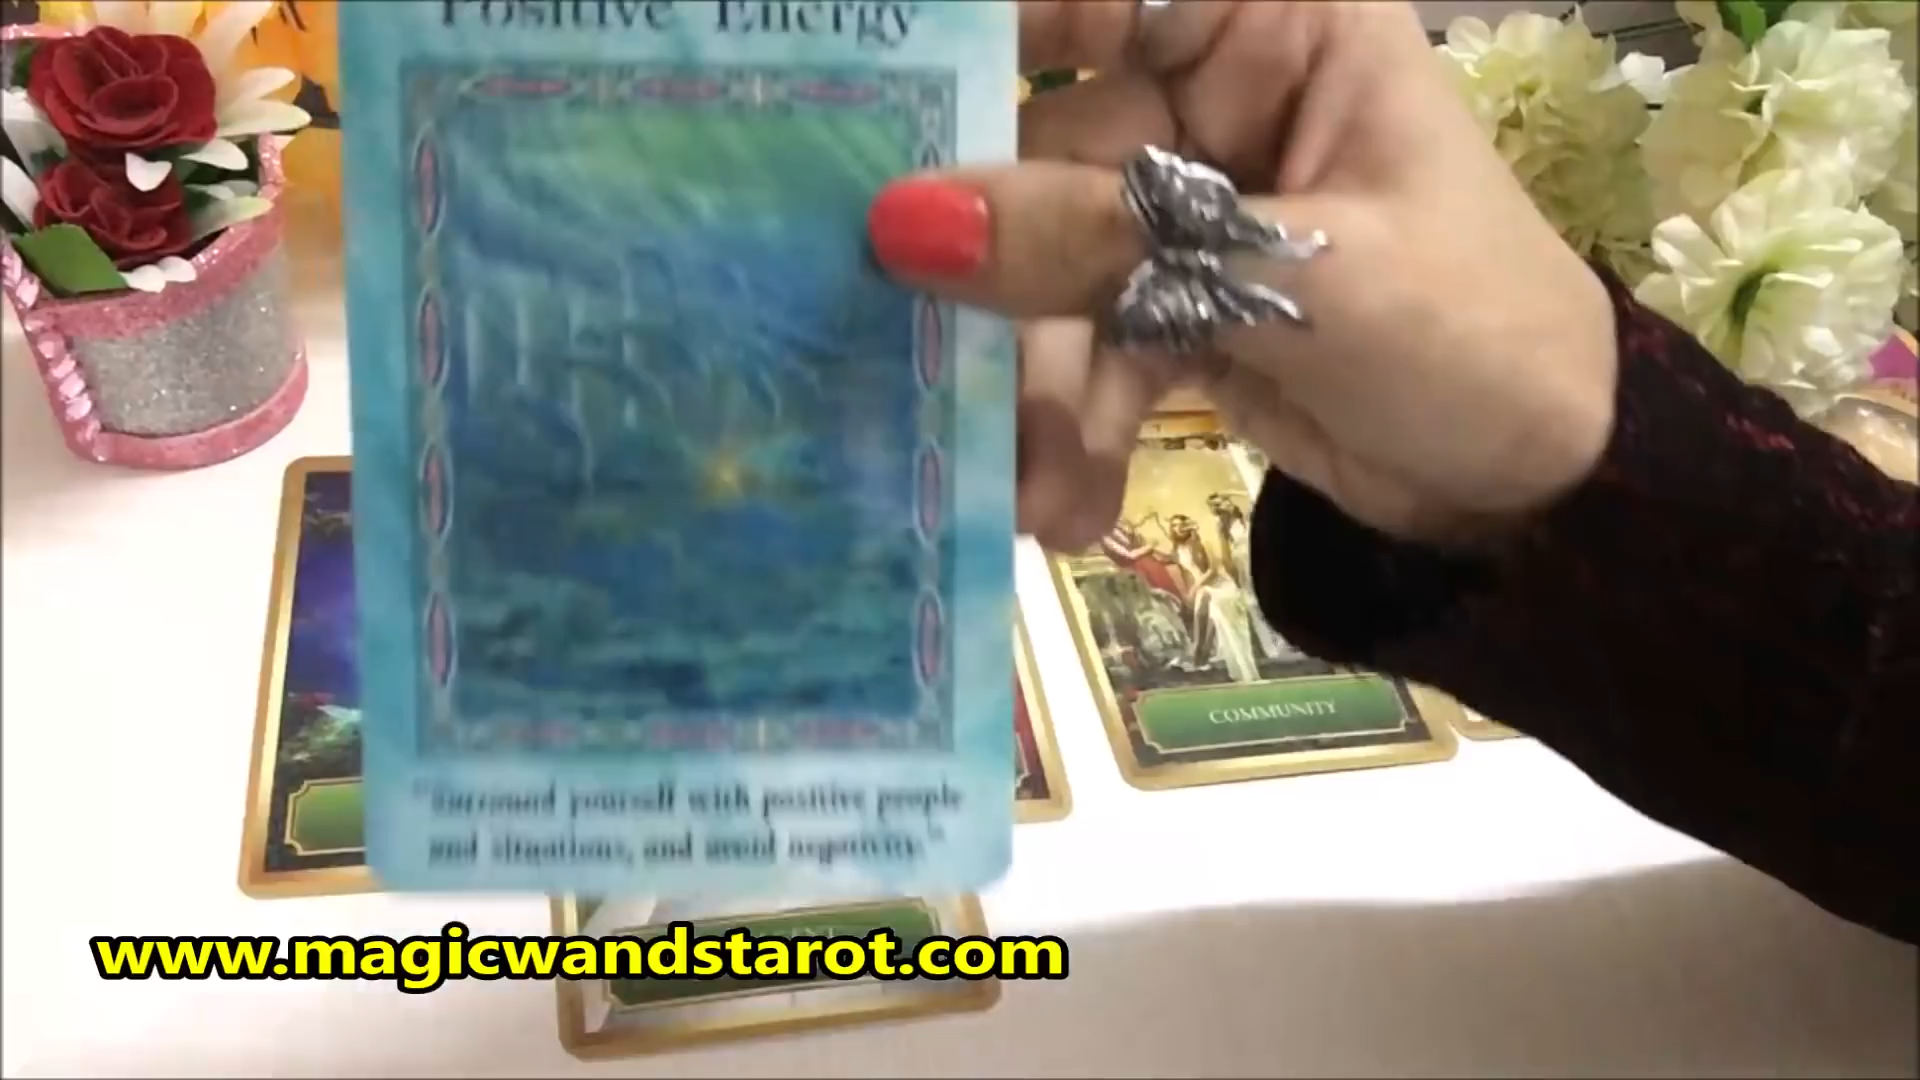 Positive Energy
"Surround yourself with positive people
and situations, and avoid negativity."
COMMUNITY
www.magicwandstarot.com